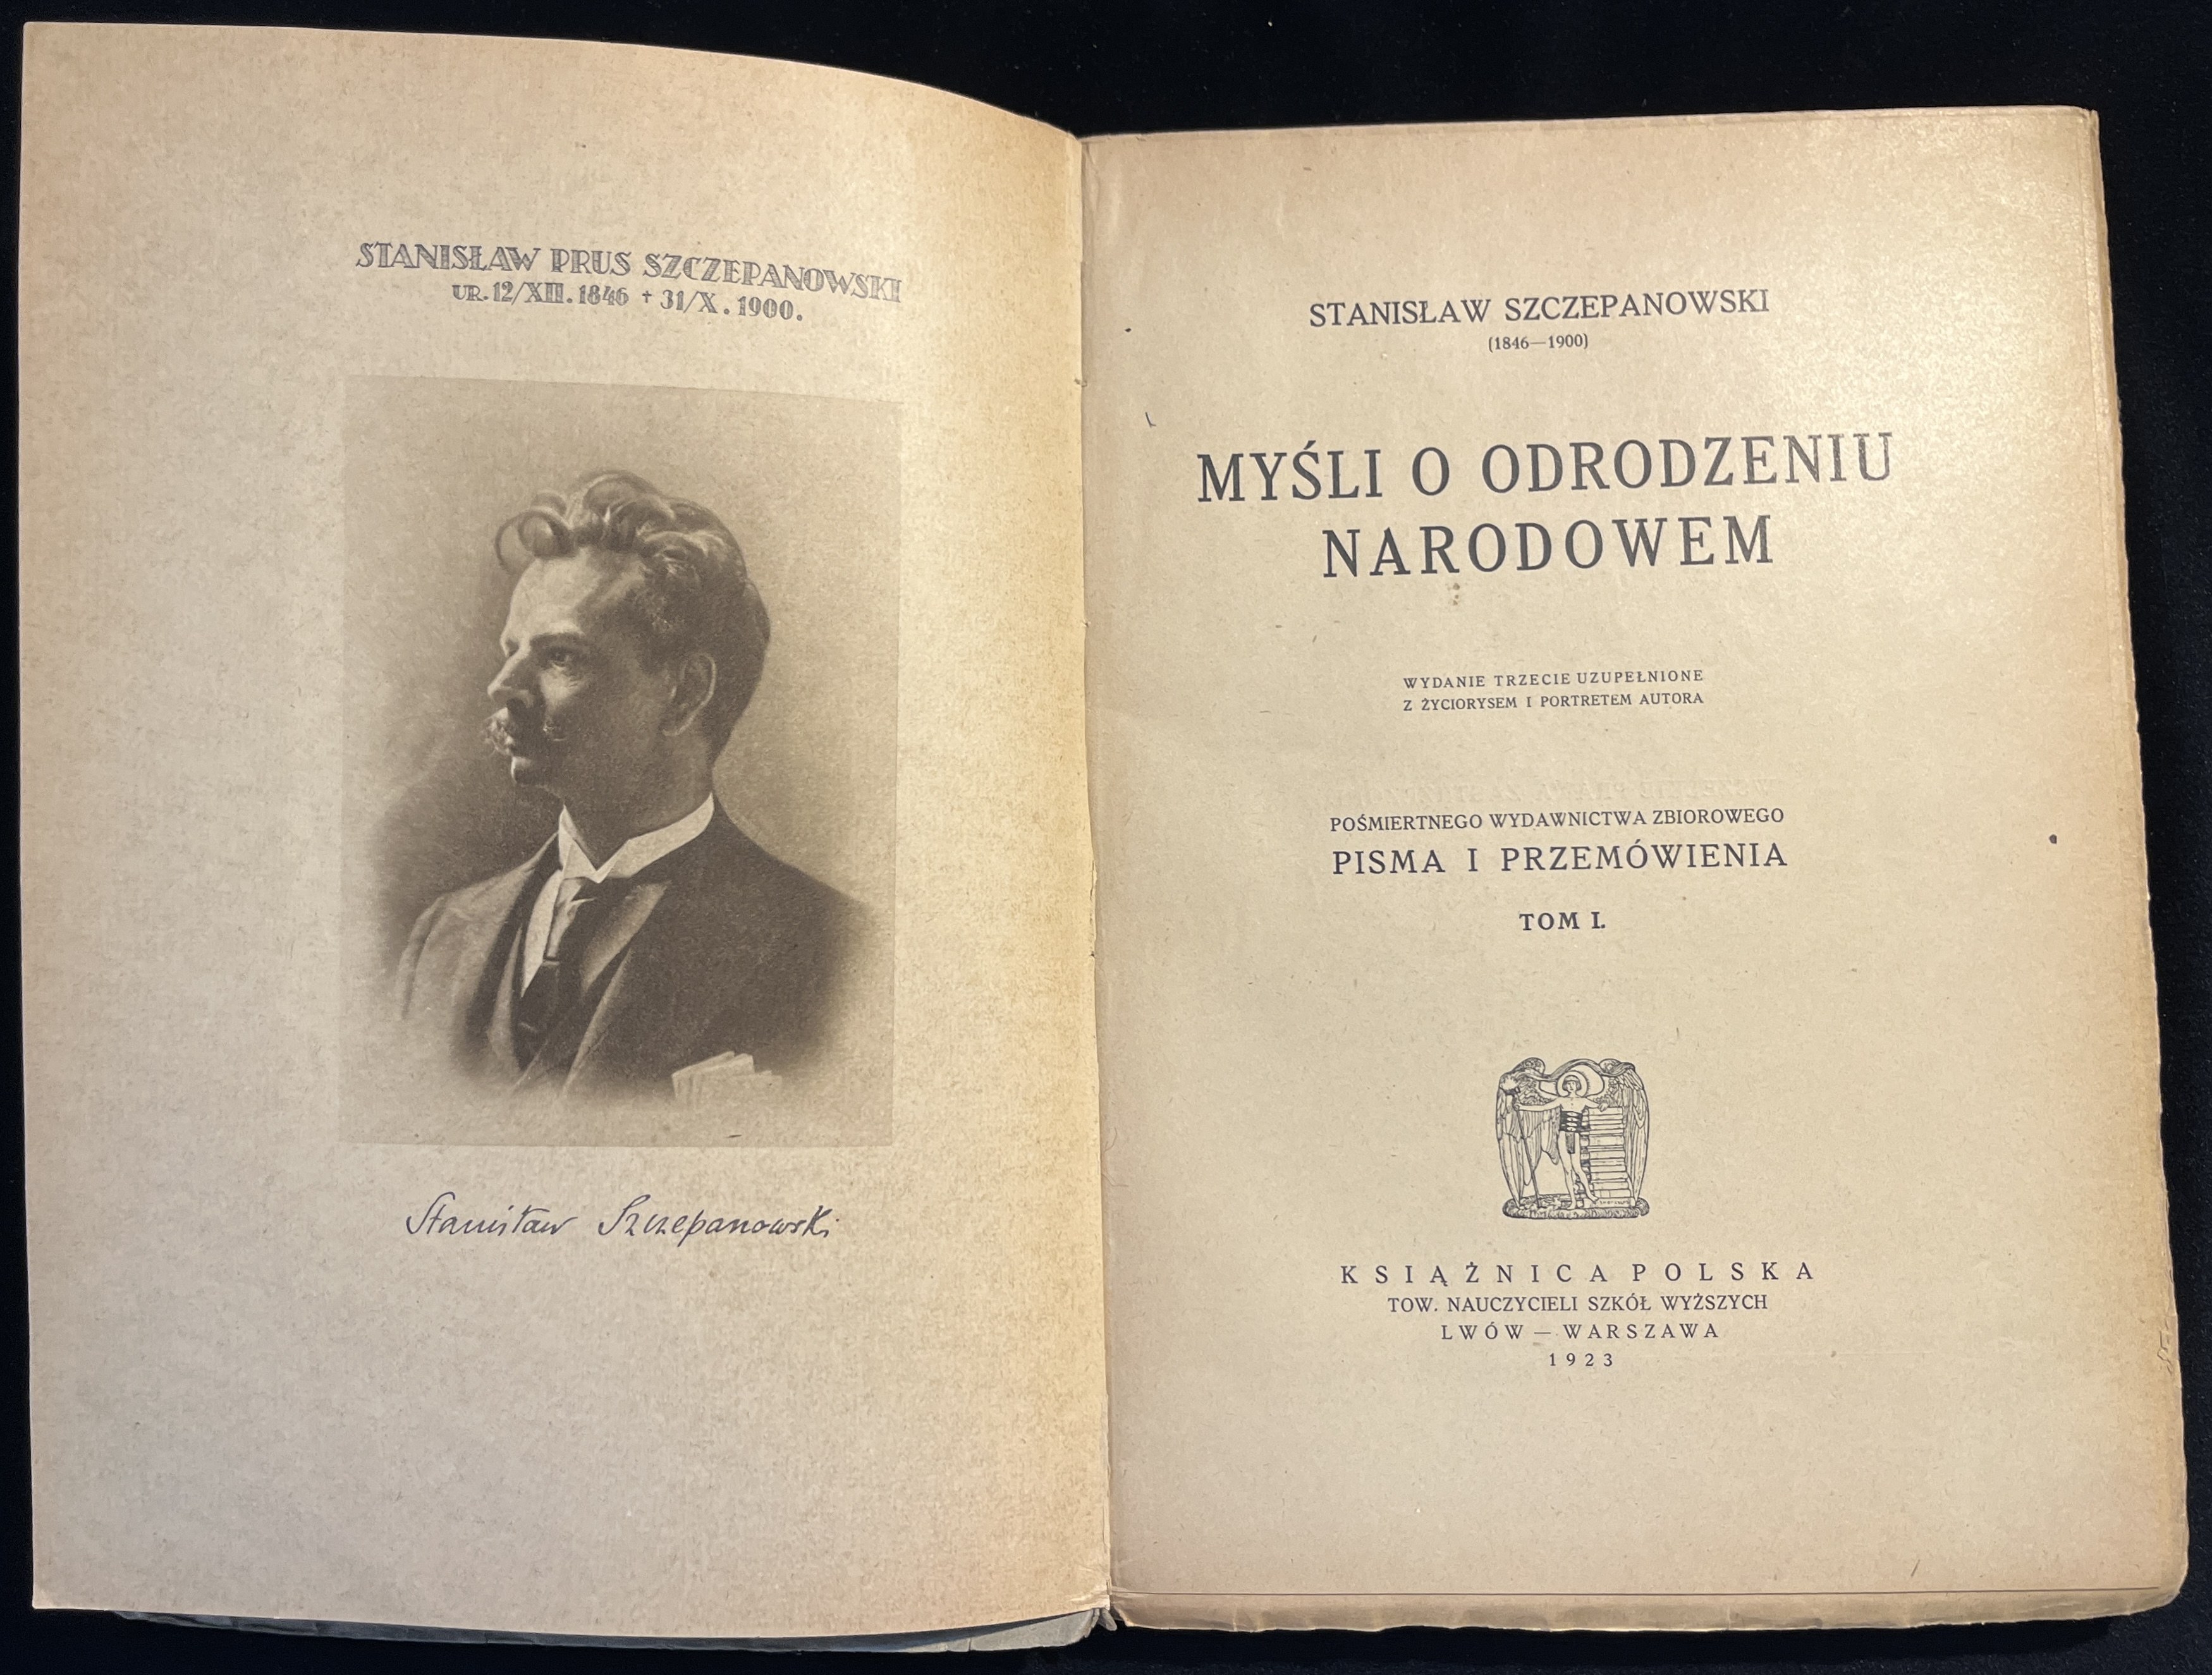 STANISŁAW PRUS SZCZEPANOWSKI
UR. 12/XII. 1846 † 31/X. 1900.
Stanisław Szczepanowski
STANISŁAW SZCZEPANOWSKI
(1846—1900)
MYŚLI O ODRODZENIU
NARODOWEM
WYDANIE TRZECIE UZUPEŁNIONE
Z ŻYCIORYSEM I PORTRETEM AUTORA
POŚMIERTNEGO WYDAWNICTWA ZBIOROWEGO
PISMA I PRZEMÓWIENIA
TOM I.
KSIĄŻNICA POLSKA
TOW. NAUCZYCIELI SZKÓŁ WYŻSZYCH
LWÓW — WARSZAWA
1923